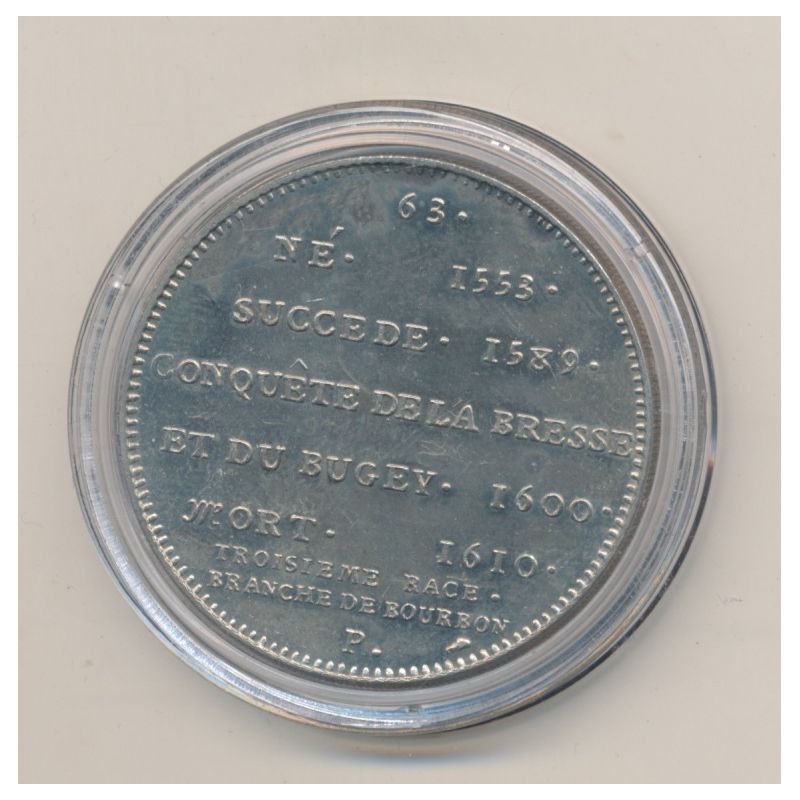 63.
NÉ. 1553.
SUCCEDE. 1589.
CONQUÊTE DE LA BRESSE
ET DU BUGEY. 1600.
MORT. 1610.
TROISIEME RACE.
BRANCHE DE BOURBON
P.